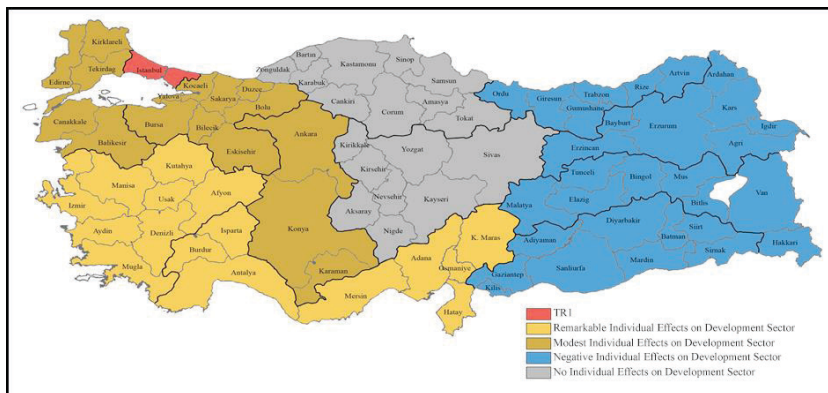 Kirklareli
Edirne
Tekirdag
Istanbul
Kocaeli
Yalova
Sakarya
Duzce
Bolu
Zonguldak
Bartin
Karabuk
Kastamonu
Sinop
Samsun
Cankiri
Corum
Amasya
Tokat
Ordu
Giresun
Trabzon
Gumushane
Rize
Artvin
Ardahan
Bayburt
Erzurum
Kars
Igdir
Agri
Canakkale
Balikesir
Bursa
Bilecik
Eskisehir
Ankara
Kirikkale
Yozgat
Sivas
Erzincan
Tunceli
Bingol
Mus
Van
Bitlis
Kutahya
Manisa
Usak
Afyon
Izmir
Aydin
Denizli
Isparta
Burdur
Mugla
Antalya
Konya
Karaman
Kirsehir
Nevsehir
Aksaray
Kayseri
Nigde
Malatya
Elazig
Diyarbakir
Batman
Siirt
Sirnak
Hakkari
Mersin
Adana
K. Maras
Osmaniye
Hatay
Adiyaman
Gaziantep
Kilis
Sanliurfa
Mardin
TR1
Remarkable Individual Effects on Development Sector
Modest Individual Effects on Development Sector
Negative Individual Effects on Development Sector
No Individual Effects on Development Sector